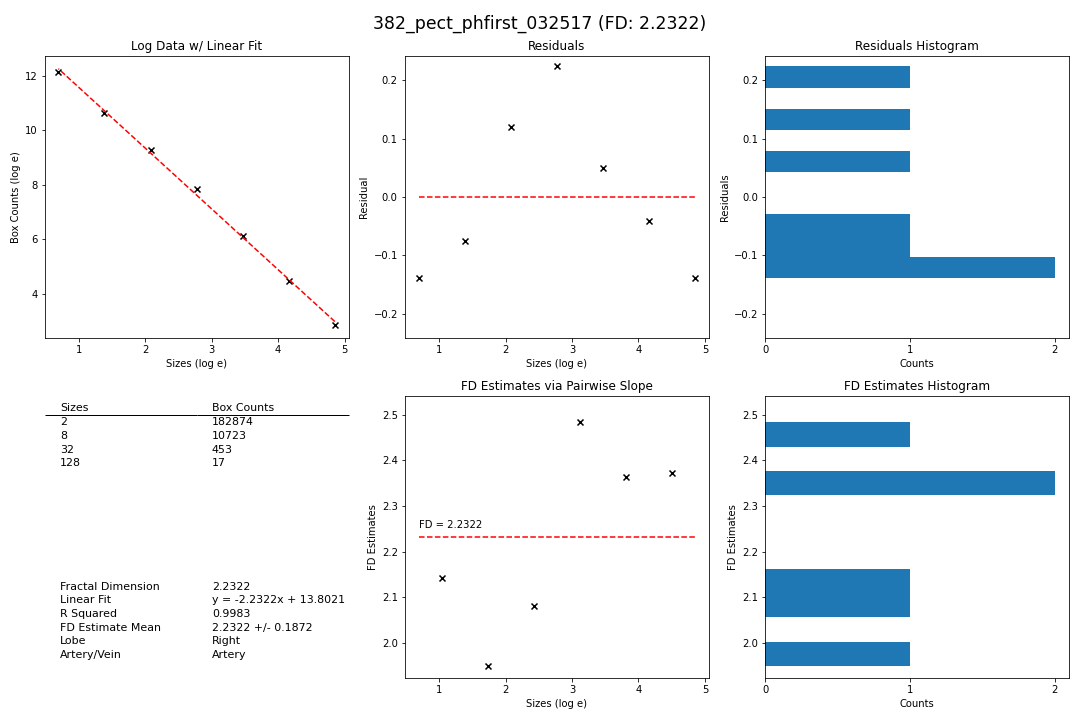 382_pect_phfirst_032517 (FD: 2.2322)
Log Data w/ Linear Fit
Box Counts (log e)
12
10
8
6
4
1 2 3 4 5
Sizes (log e)
Residuals
Residual
0.2
0.1
0.0
−0.1
−0.2
1 2 3 4 5
Sizes (log e)
Residuals Histogram
Residuals
0.2
0.1
0.0
−0.1
−0.2
0 1 2
Counts
Sizes Box Counts
2 182874
8 10723
32 453
128 17
Fractal Dimension 2.2322
Linear Fit y = -2.2322x + 13.8021
R Squared 0.9983
FD Estimate Mean 2.2322 +/- 0.1872
Lobe Right
Artery/Vein Artery
FD Estimates via Pairwise Slope
FD Estimates
2.5
2.4
2.3
2.2
2.1
2.0
FD = 2.2322
1 2 3 4 5
Sizes (log e)
FD Estimates Histogram
FD Estimates
2.5
2.4
2.3
2.2
2.1
2.0
0 1 2
Counts